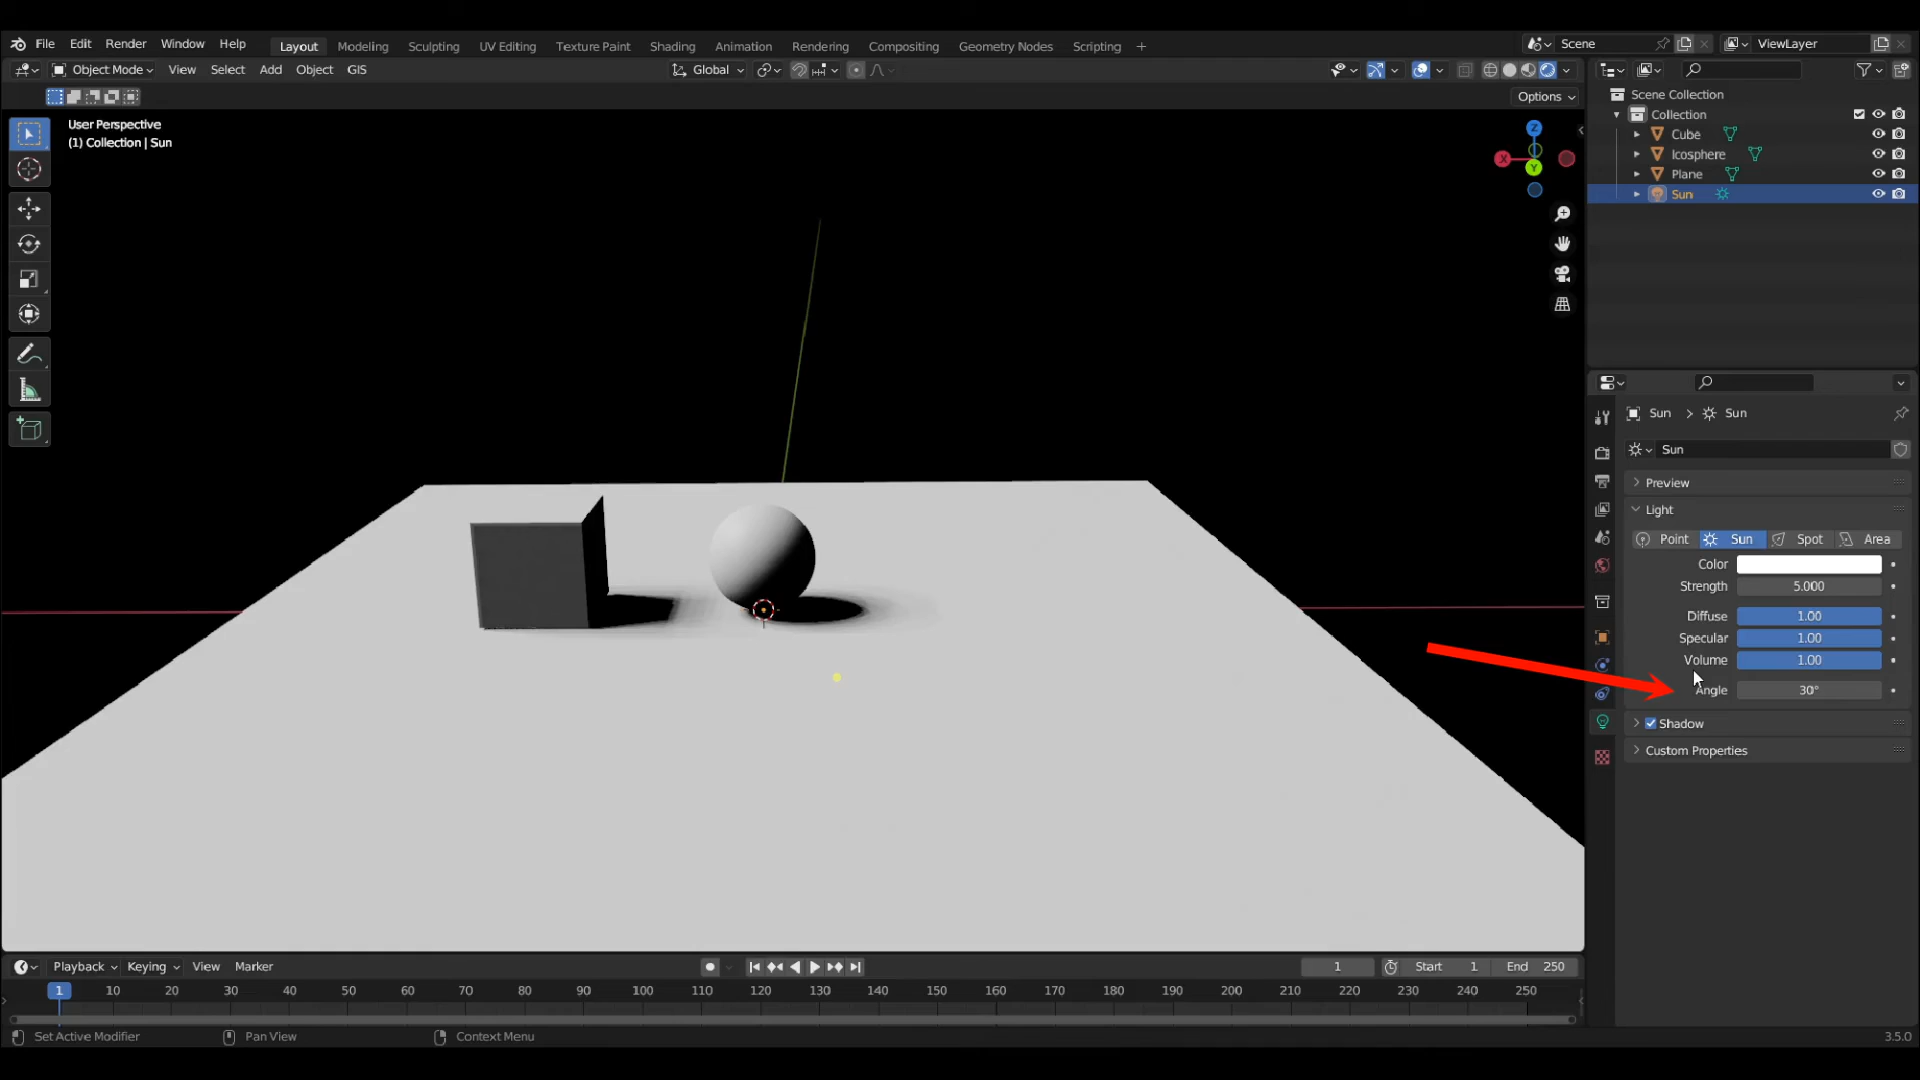 File Edit Render Window Help Layout Modeling Sculpting UV Editing Texture Paint Shading Animation Rendering Compositing Geometry Nodes Scripting + Scene ViewLayer
Object Mode View Select Add Object GIS Global
Options
User Perspective
(1) Collection | Sun
Z
X
Y
Scene Collection
Collection
Cube
Icosphere
Plane
Sun
Sun > Sun
Sun
Preview
Light
Point Sun Spot Area
Color
Strength 5.000
Diffuse 1.00
Specular 1.00
Volume 1.00
Angle 30°
Shadow
Custom Properties
Playback Keying View Marker 1 Start 1 End 250
1 10 20 30 40 50 60 70 80 90 100 110 120 130 140 150 160 170 180 190 200 210 220 230 240 250
Set Active Modifier Pan View Context Menu 3.5.0